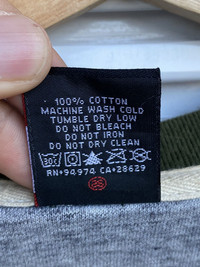 100% COTTON
MACHINE WASH COLD
TUMBLE DRY LOW
DO NOT BLEACH
DO NOT IRON
DO NOT DRY CLEAN
30°
RN*94974 CA*28629